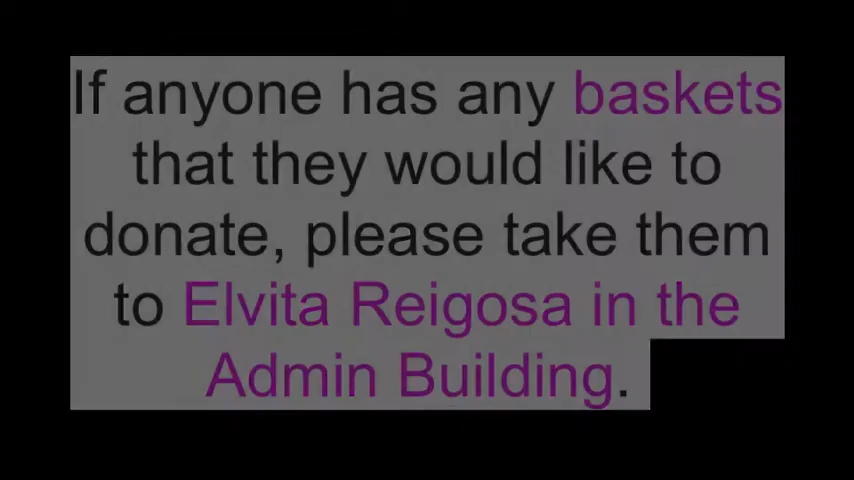 If anyone has any baskets
that they would like to
donate, please take them
to Elvita Reigosa in the
Admin Building.